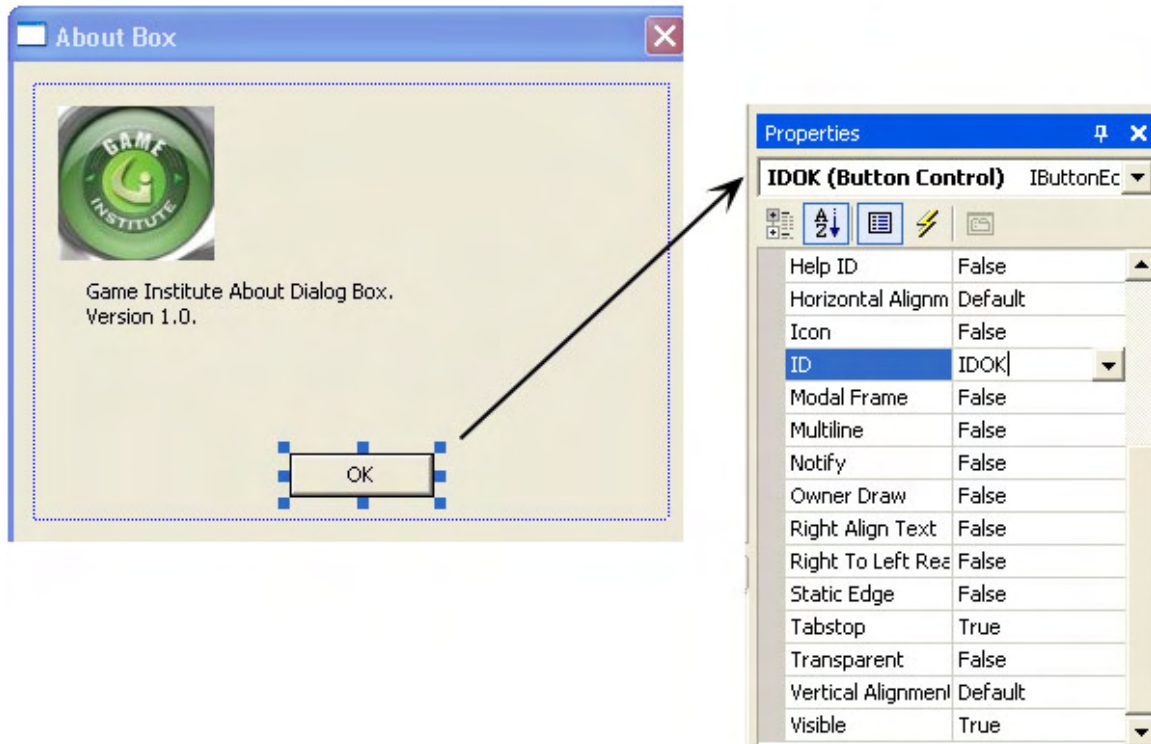 About Box
GAME
INSTITUTE
Game Institute About Dialog Box.
Version 1.0.
OK
Properties
IDOK (Button Control) IButtonEc
Help ID False
Horizontal Alignm Default
Icon False
ID IDOK
Modal Frame False
Multiline False
Notify False
Owner Draw False
Right Align Text False
Right To Left Rea False
Static Edge False
Tabstop True
Transparent False
Vertical Alignment Default
Visible True